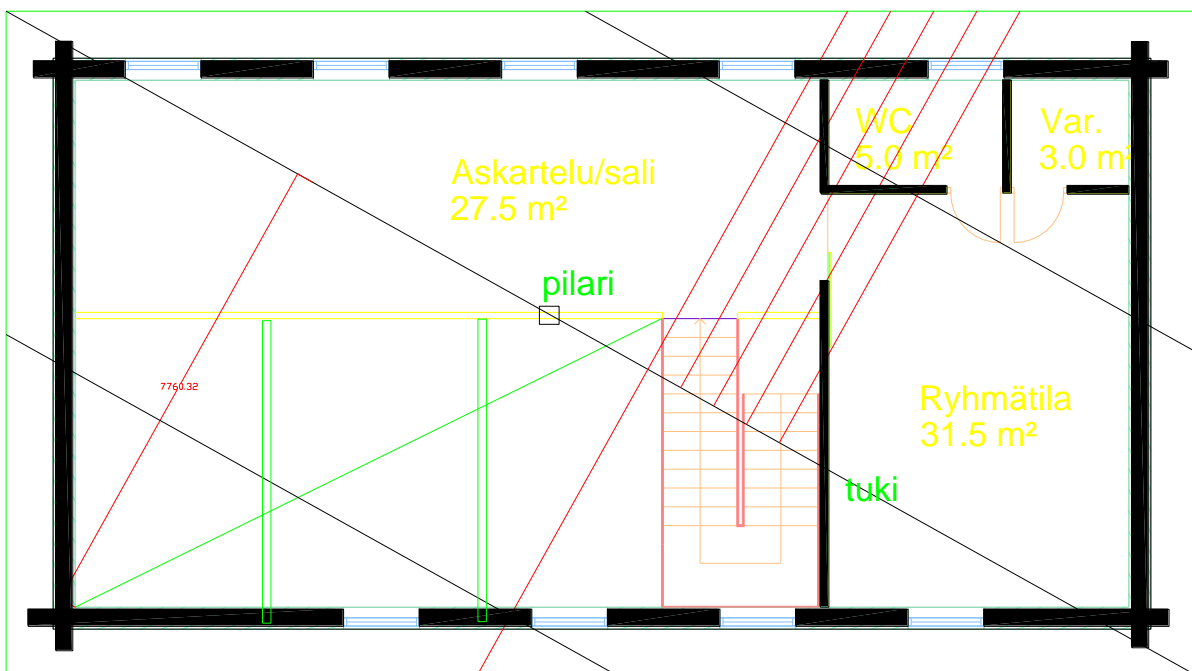 WC
5.0 m²
Var.
3.0 m²
Askartelu/sali
27.5 m²
pilari
7760.32
Ryhmätila
31.5 m²
tuki